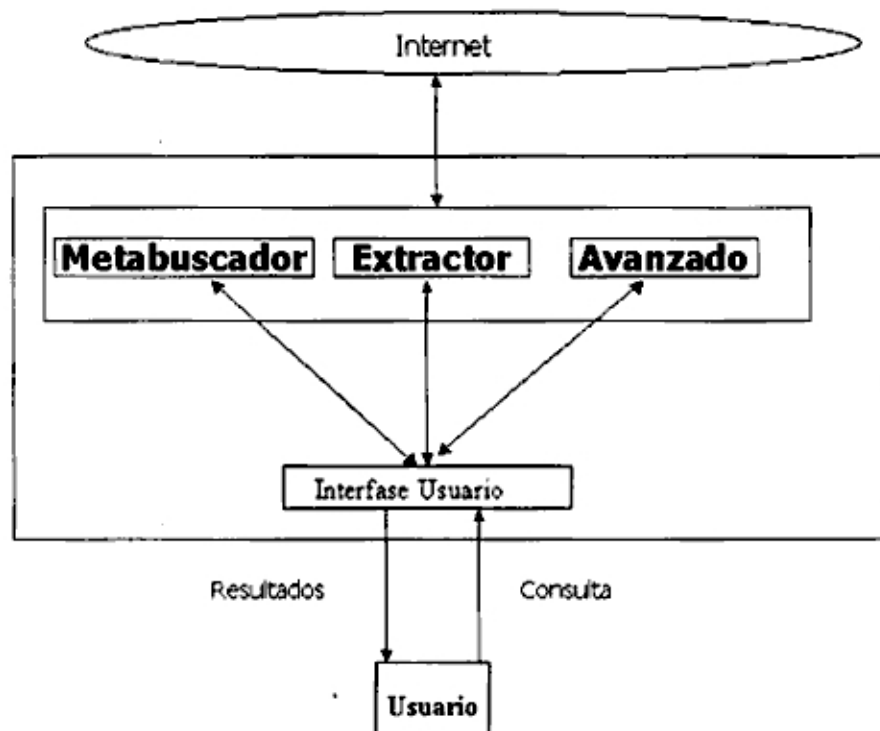 Internet
Metabuscador Extractor Avanzado
Interfase Usuario
Resultados Consulta
Usuario